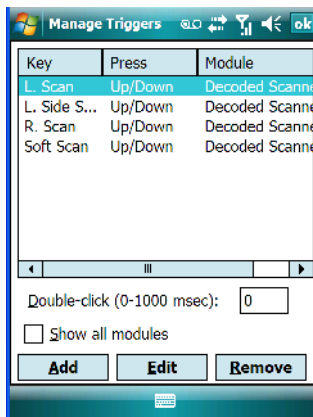 Manage Triggers ok
Key Press Module
L. Scan Up/Down Decoded Scanne
L. Side S... Up/Down Decoded Scanne
R. Scan Up/Down Decoded Scanne
Soft Scan Up/Down Decoded Scanne
Double-click (0-1000 msec): 0
Show all modules
Add Edit Remove